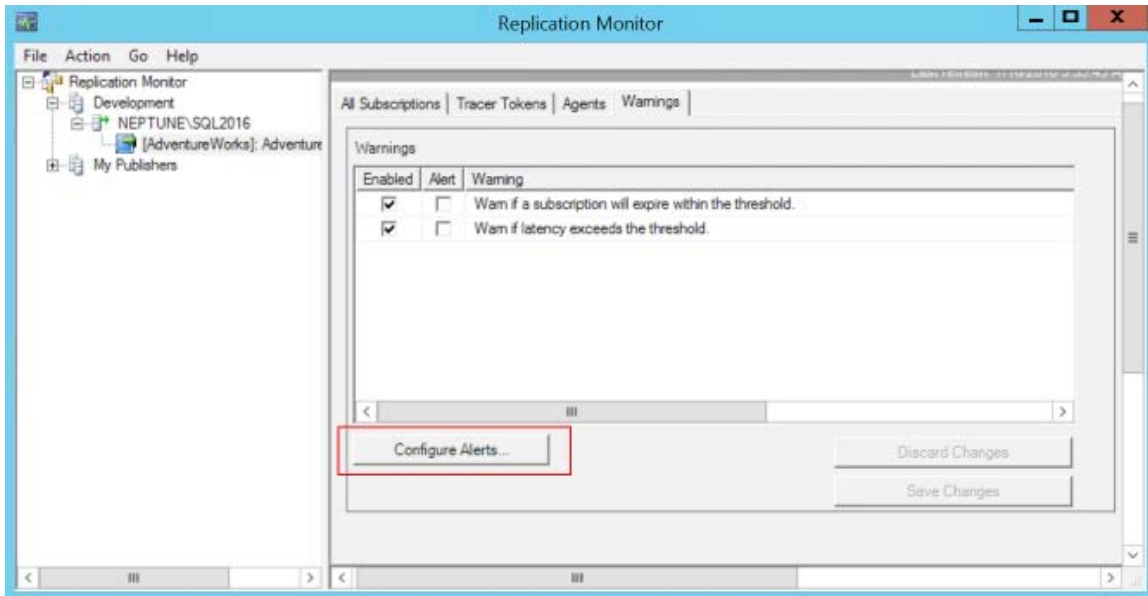 Replication Monitor
File Action Go Help
Replication Monitor
Development
NEPTUNE\SQL2016
[AdventureWorks]: Adventure
My Publishers
All Subscriptions | Tracer Tokens | Agents | Warnings
Warnings
Enabled Alert Warning
Warn if a subscription will expire within the threshold.
Warn if latency exceeds the threshold.
Configure Alerts...
Discard Changes
Save Changes